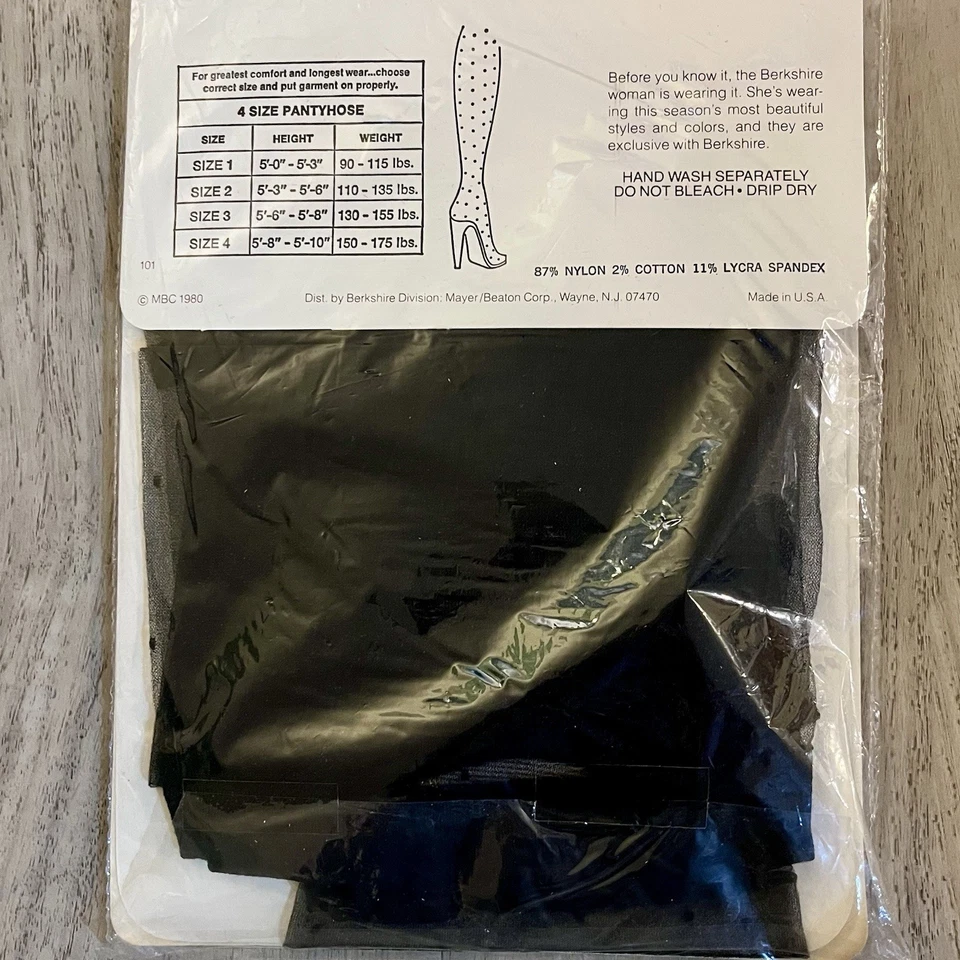 For greatest comfort and longest wear...choose
correct size and put garment on properly.
4 SIZE PANTYHOSE
SIZE HEIGHT WEIGHT
SIZE 1 5'-0" - 5'-3" 90 - 115 lbs.
SIZE 2 5'-3" - 5'-6" 110 - 135 lbs.
SIZE 3 5'-6" - 5'-8" 130 - 155 lbs.
SIZE 4 5'-8" - 5'-10" 150 - 175 lbs.
Before you know it, the Berkshire
woman is wearing it. She's wear-
ing this season's most beautiful
styles and colors, and they are
exclusive with Berkshire.
HAND WASH SEPARATELY
DO NOT BLEACH • DRIP DRY
101
87% NYLON 2% COTTON 11% LYCRA SPANDEX
© MBC 1980
Dist. by Berkshire Division: Mayer/Beaton Corp., Wayne, N.J. 07470
Made in U.S.A.